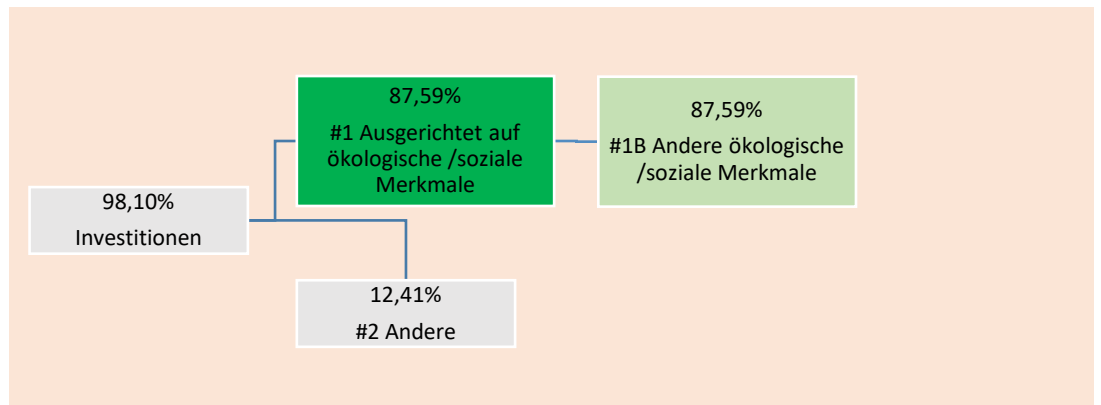 87,59%
#1 Ausgerichtet auf
ökologische /soziale
Merkmale
87,59%
#1B Andere ökologische
/soziale Merkmale
98,10%
Investitionen
12,41%
#2 Andere